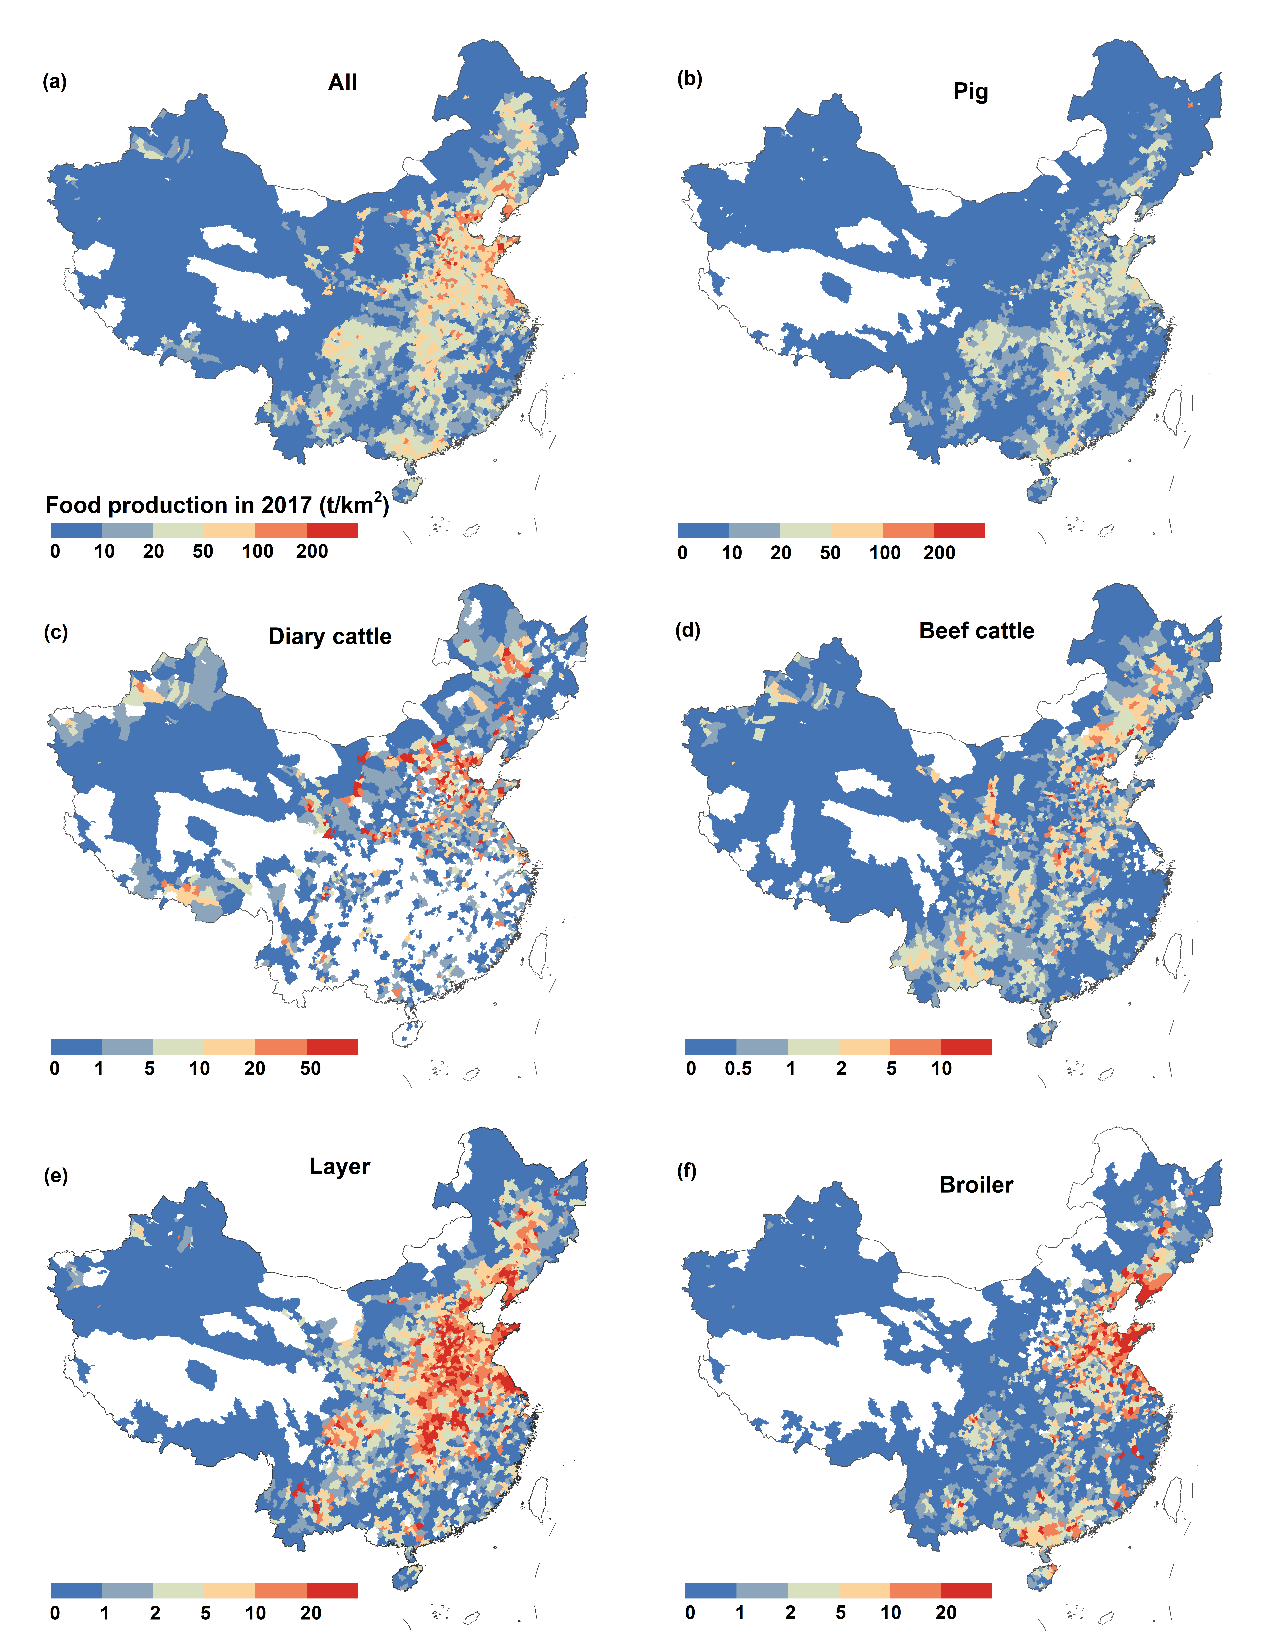 (a)
All
(b)
Pig
Food production in 2017 (t/km²)
0 10 20 50 100 200
0 10 20 50 100 200
(c)
Diary cattle
(d)
Beef cattle
0 1 5 10 20 50
0 0.5 1 2 5 10
(e)
Layer
(f)
Broiler
0 1 2 5 10 20
0 1 2 5 10 20